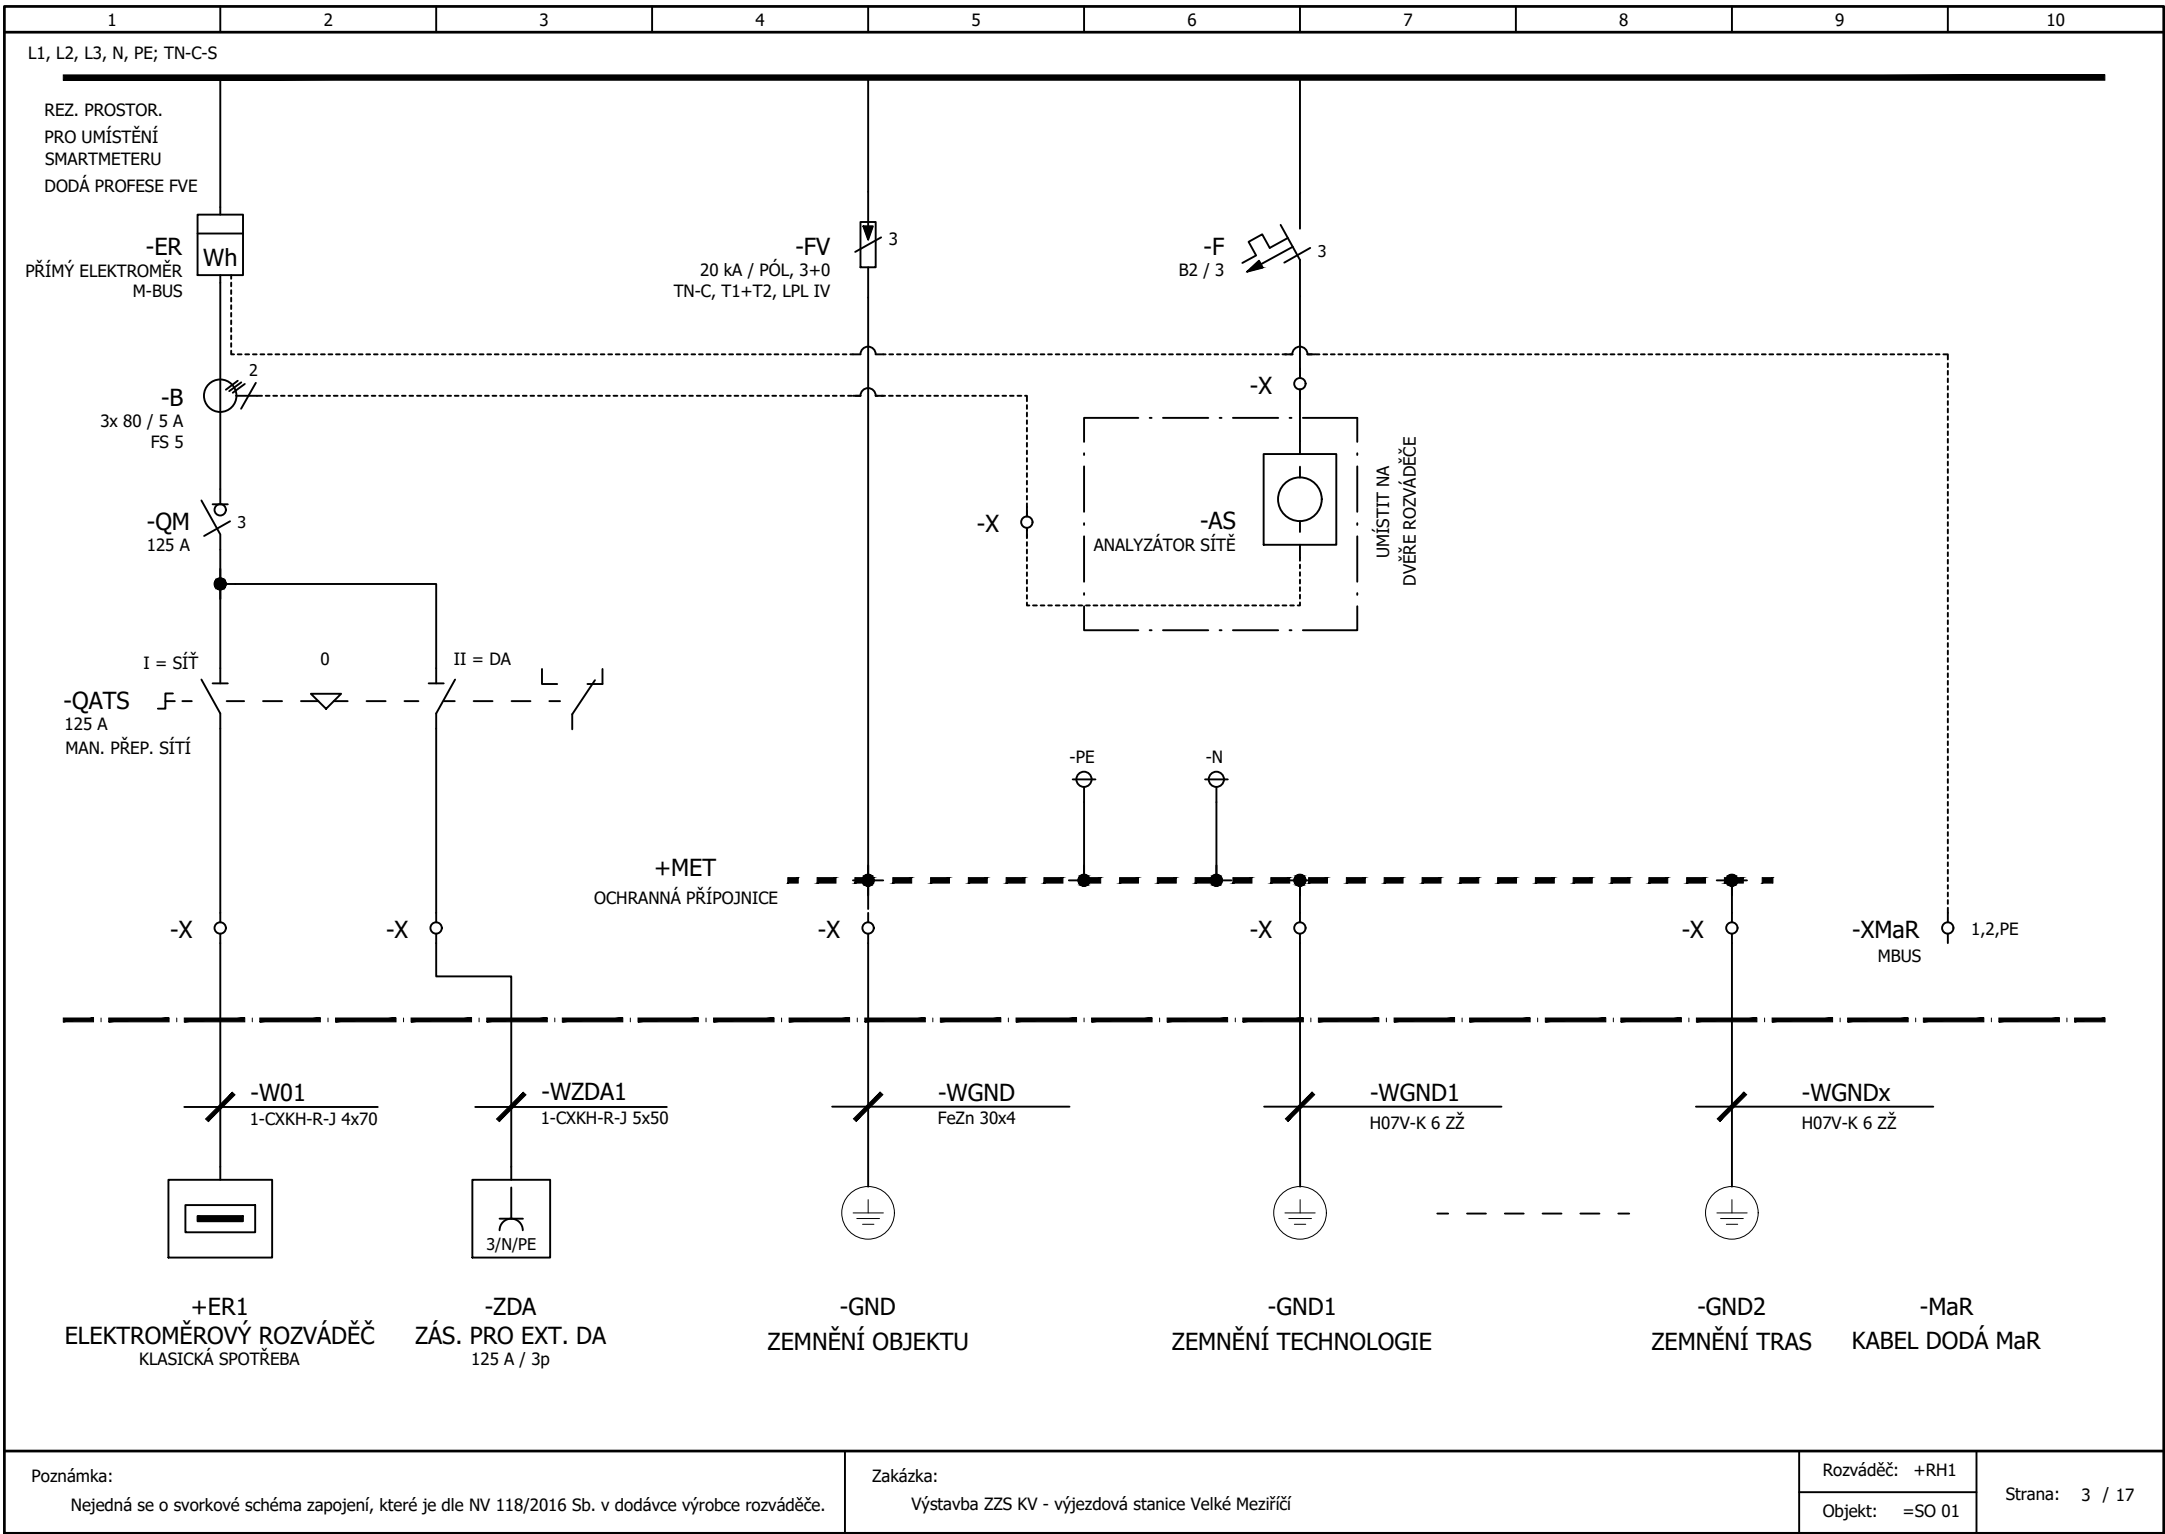 1 2 3 4 5 6 7 8 9 10
L1, L2, L3, N, PE; TN-C-S
REZ. PROSTOR.
PRO UMÍSTĚNÍ
SMARTMETERU
DODÁ PROFESE FVE
-ER
PŘÍMÝ ELEKTROMĚR
M-BUS
Wh
-FV
20 kA / PÓL, 3+0
TN-C, T1+T2, LPL IV
3
-F
B2 / 3
3
-B
3x 80 / 5 A
FS 5
2
-X
-QM
125 A
3
-X
-AS
ANALYZÁTOR SÍTĚ
UMÍSTIT NA
DVĚŘE ROZVÁDĚČE
I = SÍŤ
0
II = DA
-QATS
125 A
MAN. PŘEP. SÍTÍ
-PE
-N
+MET
OCHRANNÁ PŘÍPOJNICE
-X
-X
-X
-X
-X
-XMaR
MBUS
1,2,PE
-W01
1-CXKH-R-J 4x70
-WZDA1
1-CXKH-R-J 5x50
-WGND
FeZn 30x4
-WGND1
H07V-K 6 ZŽ
-WGNDx
H07V-K 6 ZŽ
3/N/PE
+ER1
ELEKTROMĚROVÝ ROZVÁDĚČ
KLASICKÁ SPOTŘEBA
-ZDA
ZÁS. PRO EXT. DA
125 A / 3p
-GND
ZEMNĚNÍ OBJEKTU
-GND1
ZEMNĚNÍ TECHNOLOGIE
-GND2
ZEMNĚNÍ TRAS
-MaR
KABEL DODÁ MaR
Poznámka:
Nejedná se o svorkové schéma zapojení, které je dle NV 118/2016 Sb. v dodávce výrobce rozváděče.
Zakázka:
Výstavba ZZS KV - výjezdová stanice Velké Meziříčí
Rozváděč: +RH1
Objekt: =SO 01
Strana: 3 / 17